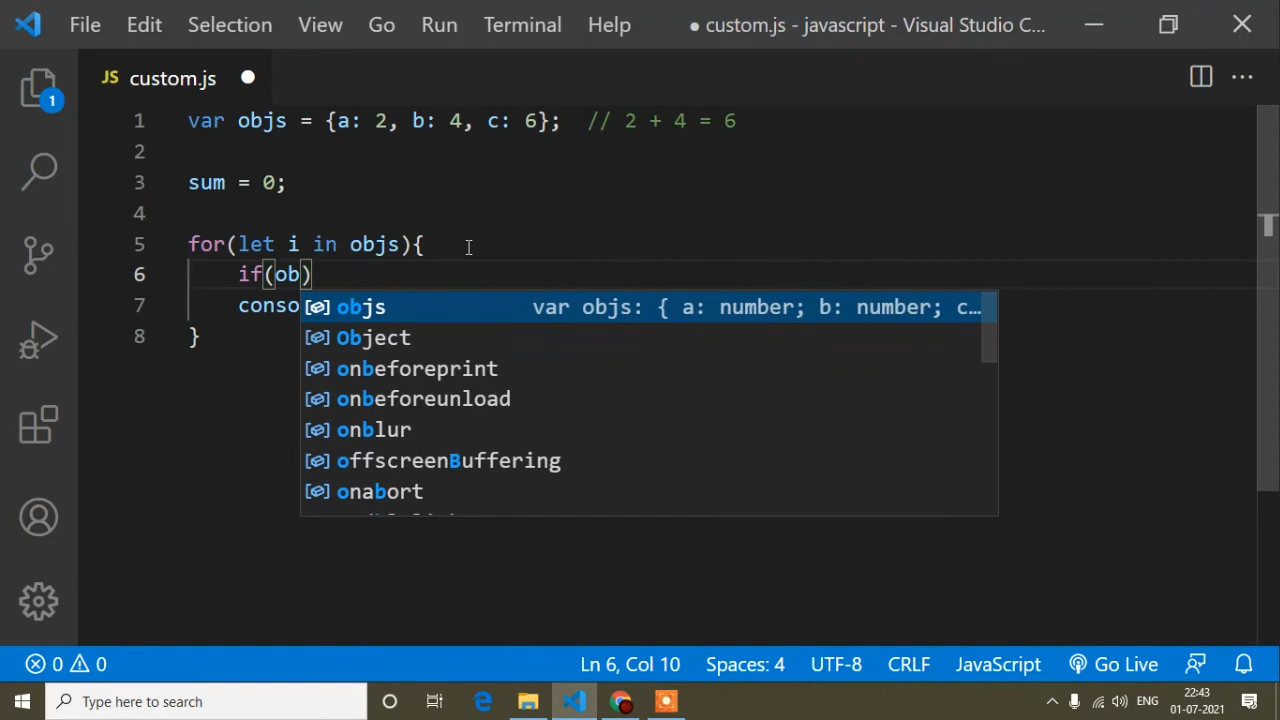 File Edit Selection View Go Run Terminal Help ● custom.js - javascript - Visual Studio C...
JS custom.js ●
1 var objs = {a: 2, b: 4, c: 6}; // 2 + 4 = 6
2
3 sum = 0;
4
5 for(let i in objs){
6 if(ob)
7 conso
8 }
objs var objs: { a: number; b: number; c…
Object
onbeforeprint
onbeforeunload
onblur
offscreenBuffering
onabort
1
0 0 Ln 6, Col 10 Spaces: 4 UTF-8 CRLF JavaScript Go Live
Type here to search ENG 22:43
01-07-2021